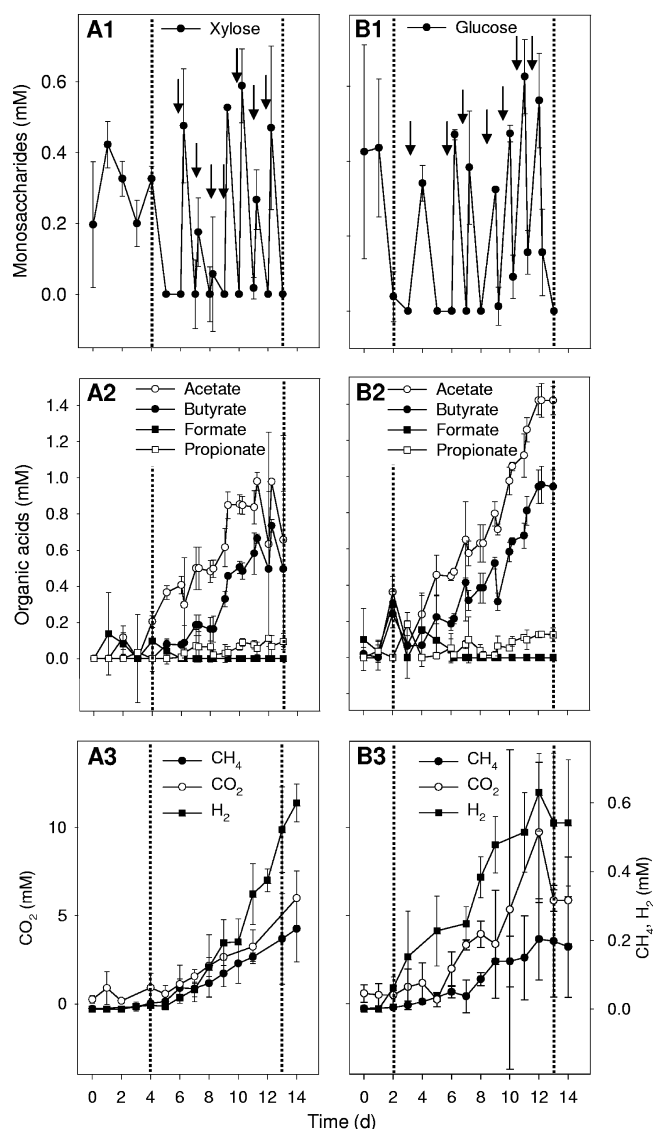 A1
Xylose
B1
Glucose
Monosaccharides (mM)
0.6
0.4
0.2
0.0
A2
Acetate
Butyrate
Formate
Propionate
B2
Acetate
Butyrate
Formate
Propionate
Organic acids (mM)
1.4
1.0
0.8
0.6
0.4
0.2
0.0
A3
CH4
CO2
H2
B3
CH4
CO2
H2
CO2 (mM)
10
5
0
CH4, H2 (mM)
0.6
0.4
0.2
0.0
0 2 4 6 8 10 12 14
0 2 4 6 8 10 12 14
Time (d)